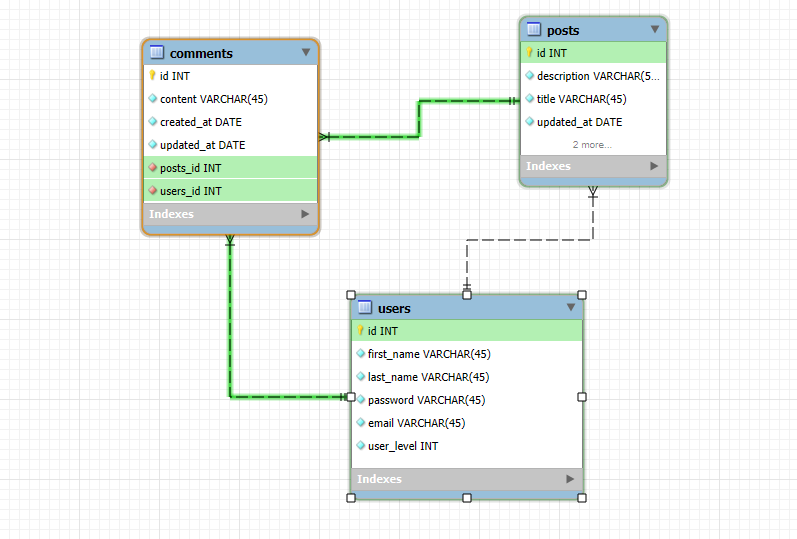 comments
id INT
content VARCHAR(45)
created_at DATE
updated_at DATE
posts_id INT
users_id INT
Indexes
posts
id INT
description VARCHAR(5...
title VARCHAR(45)
updated_at DATE
2 more...
Indexes
users
id INT
first_name VARCHAR(45)
last_name VARCHAR(45)
password VARCHAR(45)
email VARCHAR(45)
user_level INT
Indexes